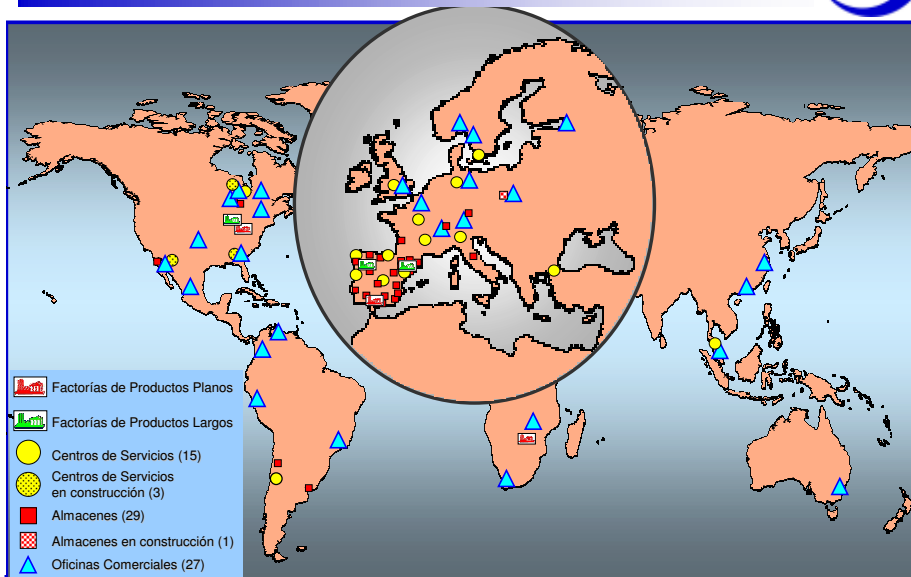 Factorías de Productos Planos
Factorías de Productos Largos
Centros de Servicios (15)
Centros de Servicios
en construcción (3)
Almacenes (29)
Almacenes en construcción (1)
Oficinas Comerciales (27)